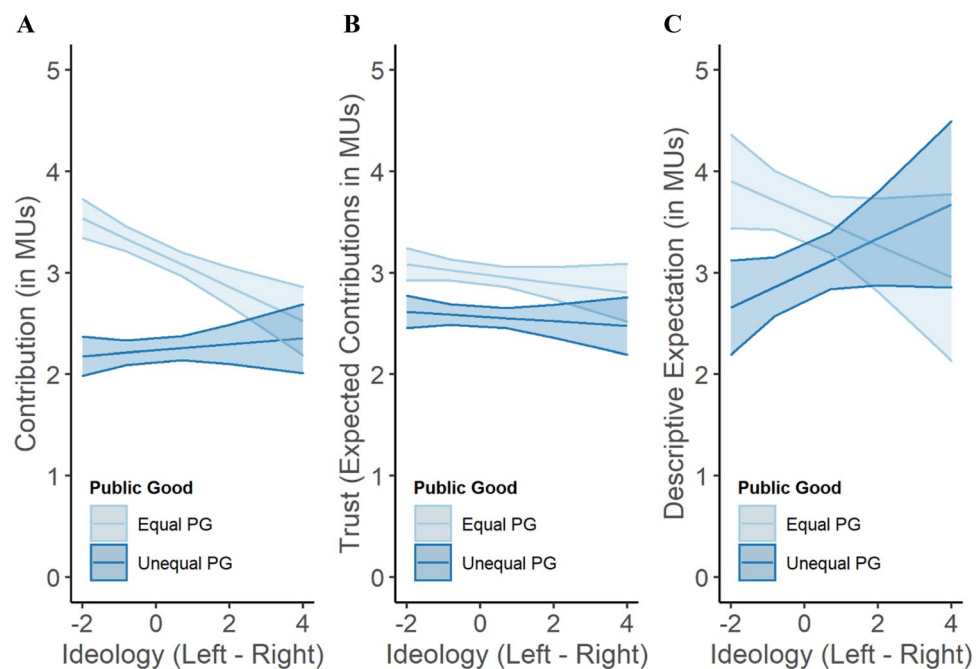 A
Contribution (in MUs)
5
4
3
2
1
0
Public Good
Equal PG
Unequal PG
-2 0 2 4
Ideology (Left - Right)
B
Trust (Expected Contributions in MUs)
5
4
3
2
1
0
Public Good
Equal PG
Unequal PG
-2 0 2 4
Ideology (Left - Right)
C
Descriptive Expectation (in MUs)
5
4
3
2
1
0
Public Good
Equal PG
Unequal PG
-2 0 2 4
Ideology (Left - Right)